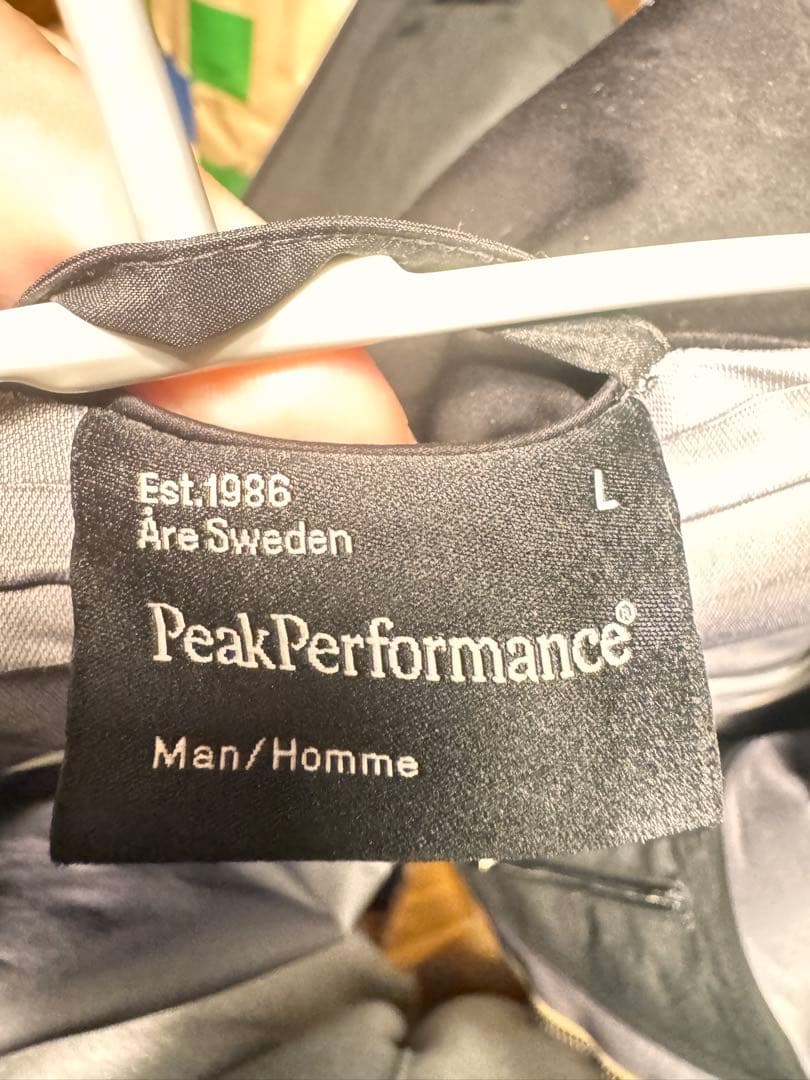 Est.1986
L
Åre Sweden
PeakPerformance®
Man/Homme